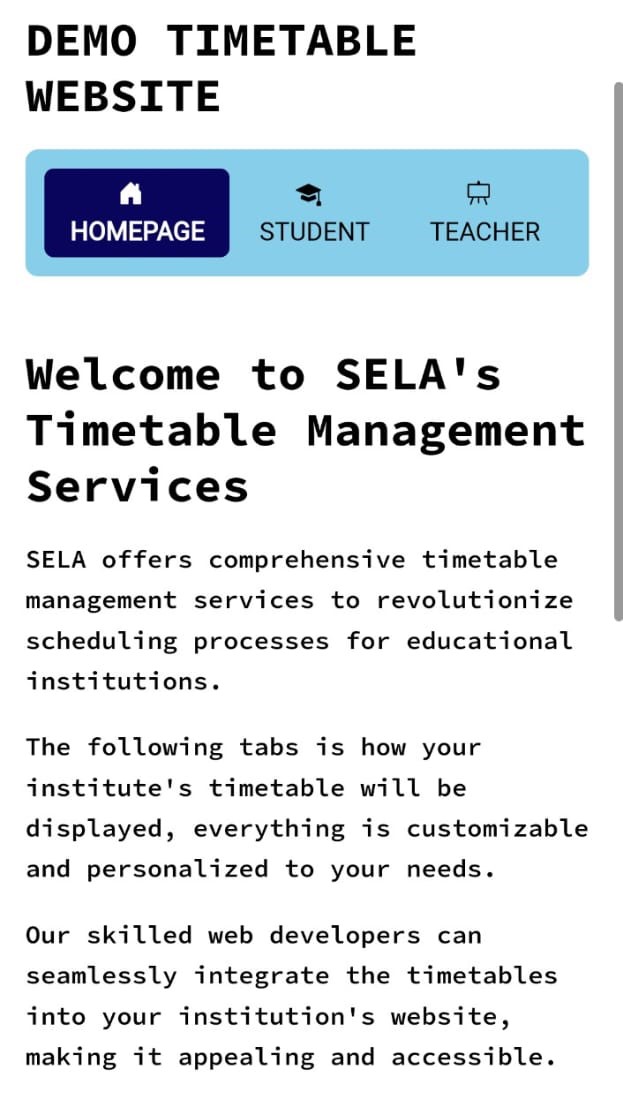 DEMO TIMETABLE
WEBSITE
HOMEPAGE
STUDENT
TEACHER
Welcome to SELA's
Timetable Management
Services
SELA offers comprehensive timetable
management services to revolutionize
scheduling processes for educational
institutions.
The following tabs is how your
institute's timetable will be
displayed, everything is customizable
and personalized to your needs.
Our skilled web developers can
seamlessly integrate the timetables
into your institution's website,
making it appealing and accessible.